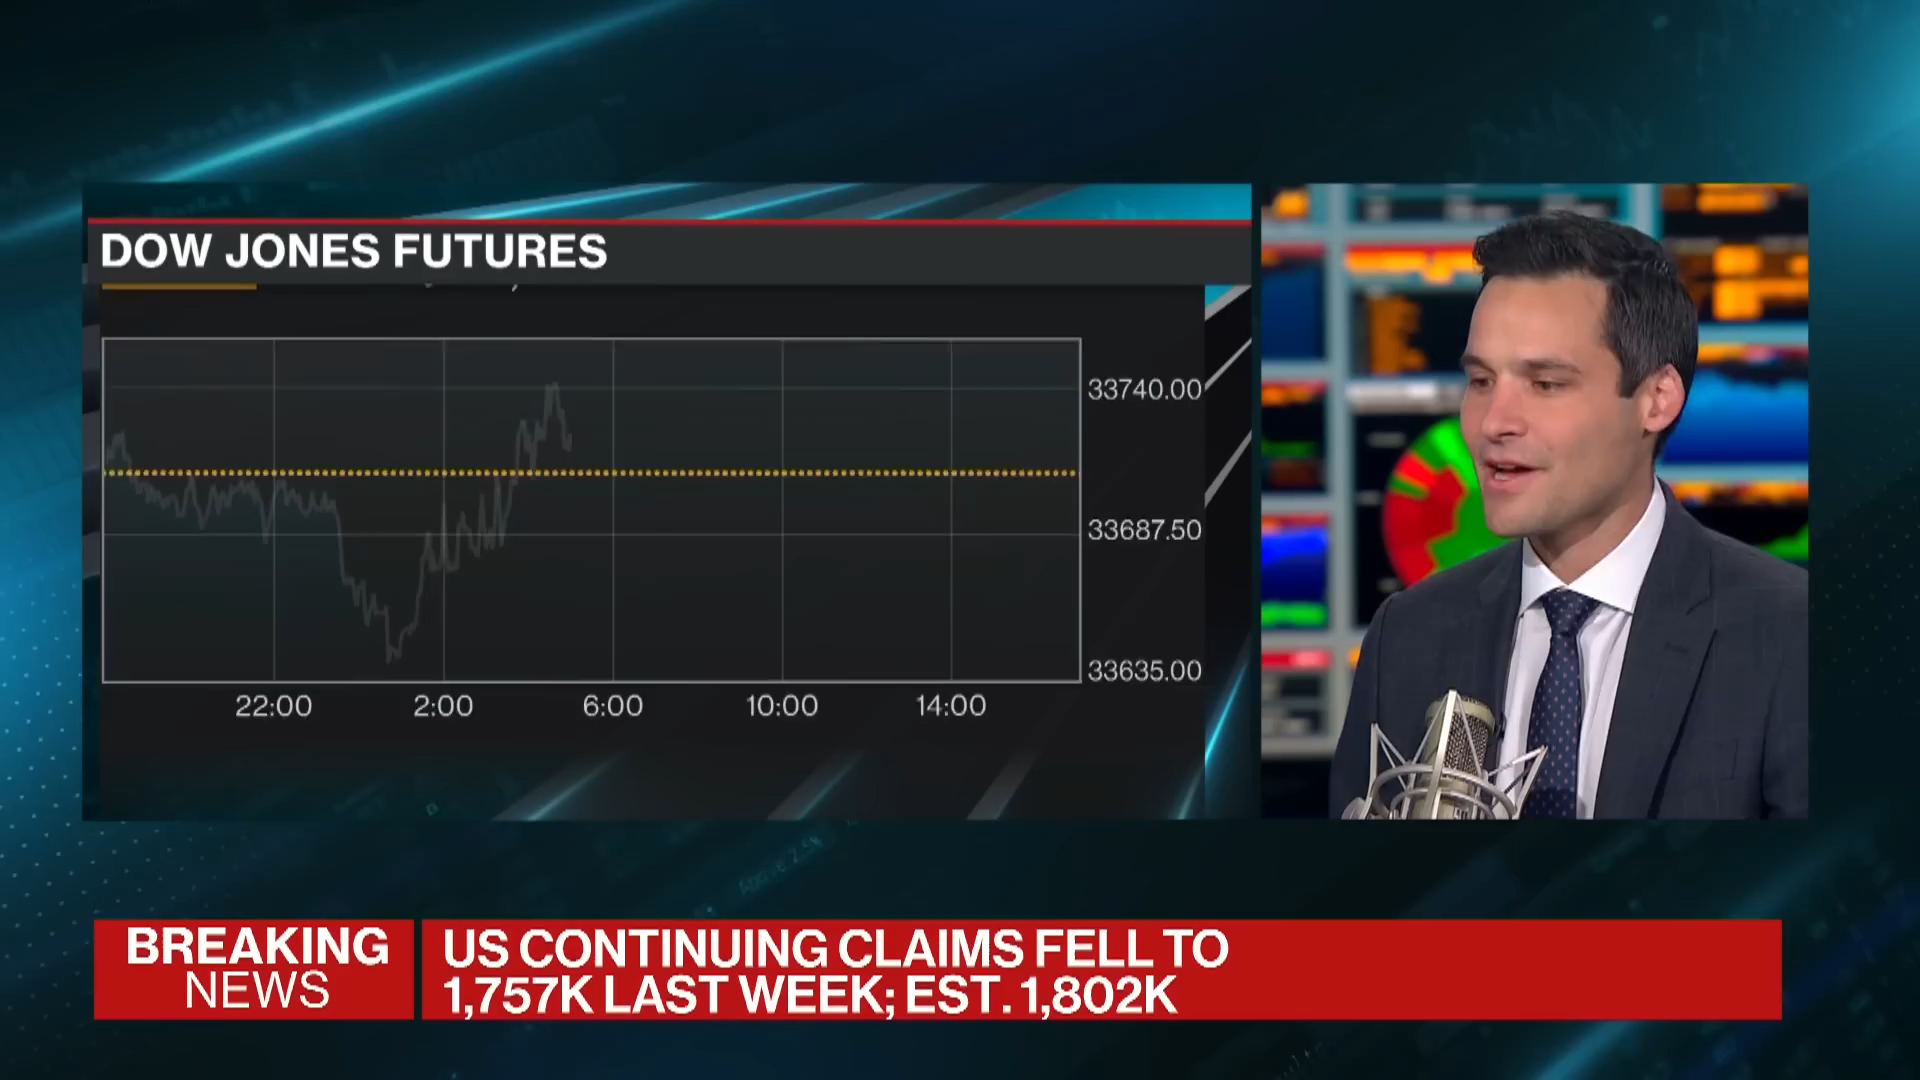 DOW JONES FUTURES
33740.00
33687.50
33635.00
22:00 2:00 6:00 10:00 14:00
BREAKING
NEWS
US CONTINUING CLAIMS FELL TO
1,757K LAST WEEK; EST. 1,802K